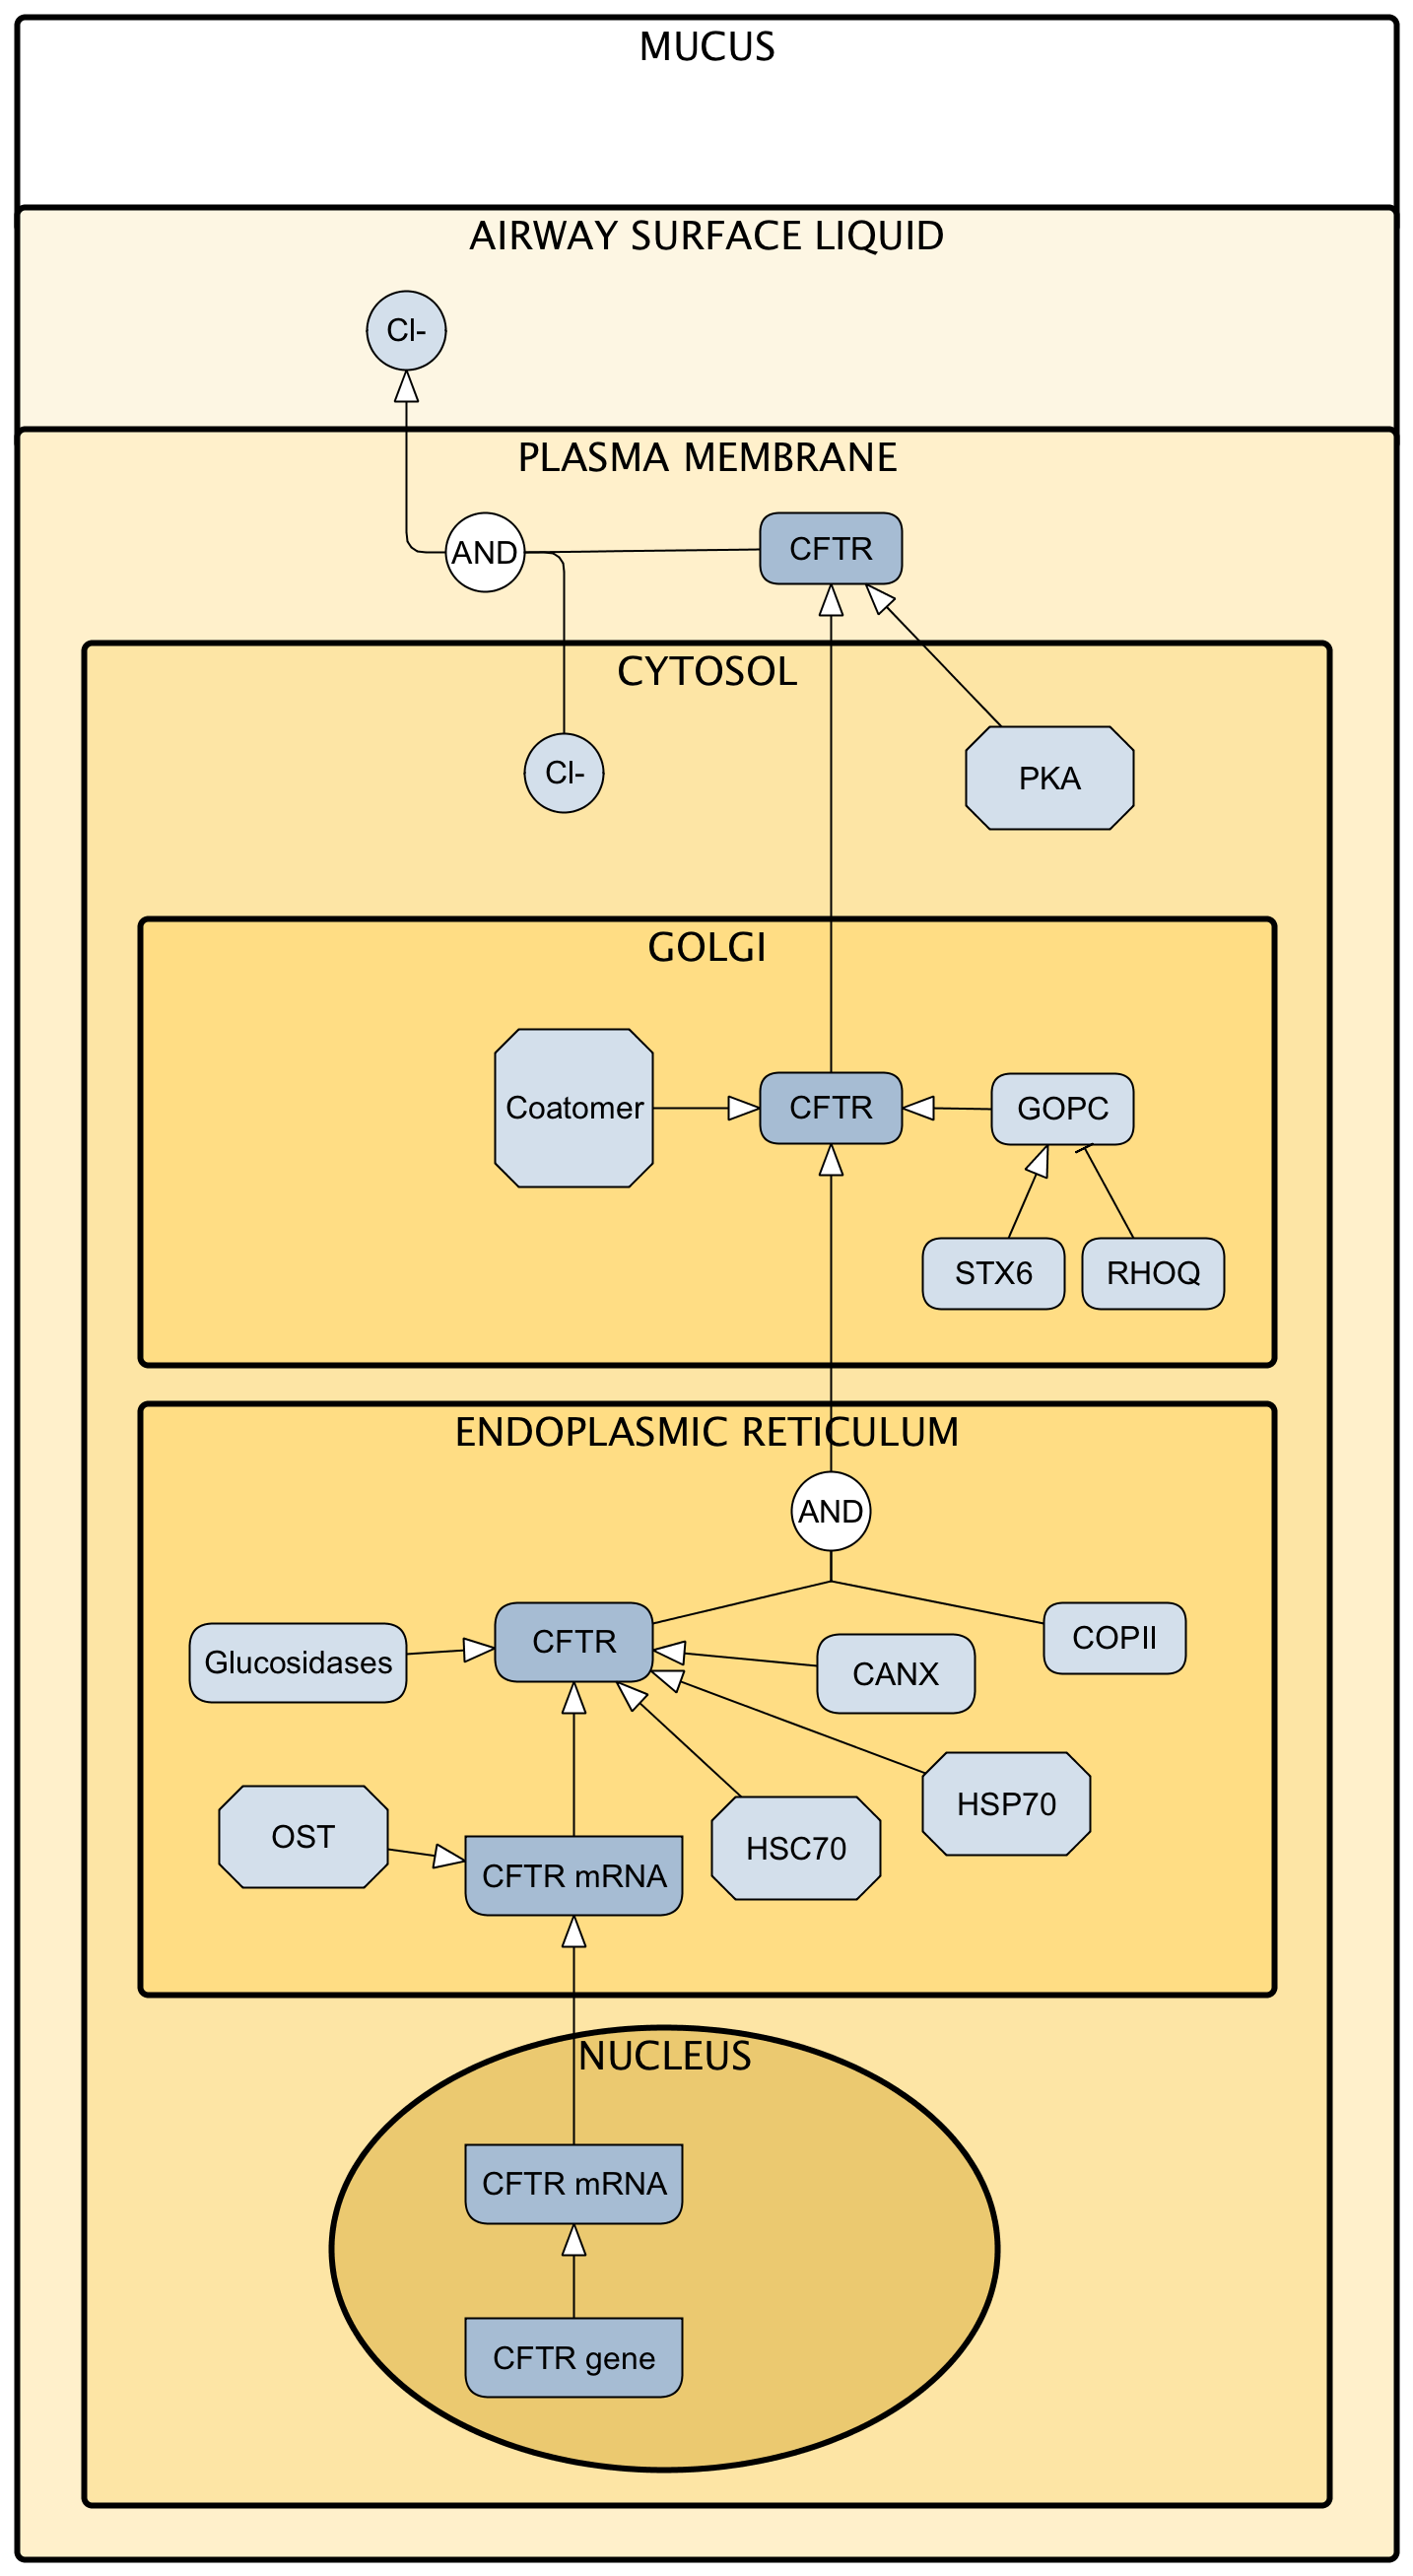 MUCUS
AIRWAY SURFACE LIQUID
Cl-
PLASMA MEMBRANE
AND
CFTR
CYTOSOL
Cl-
PKA
GOLGI
Coatomer
CFTR
GOPC
STX6
RHOQ
ENDOPLASMIC RETICULUM
AND
CFTR
COPII
Glucosidases
CANX
HSP70
OST
HSC70
CFTR mRNA
NUCLEUS
CFTR mRNA
CFTR gene